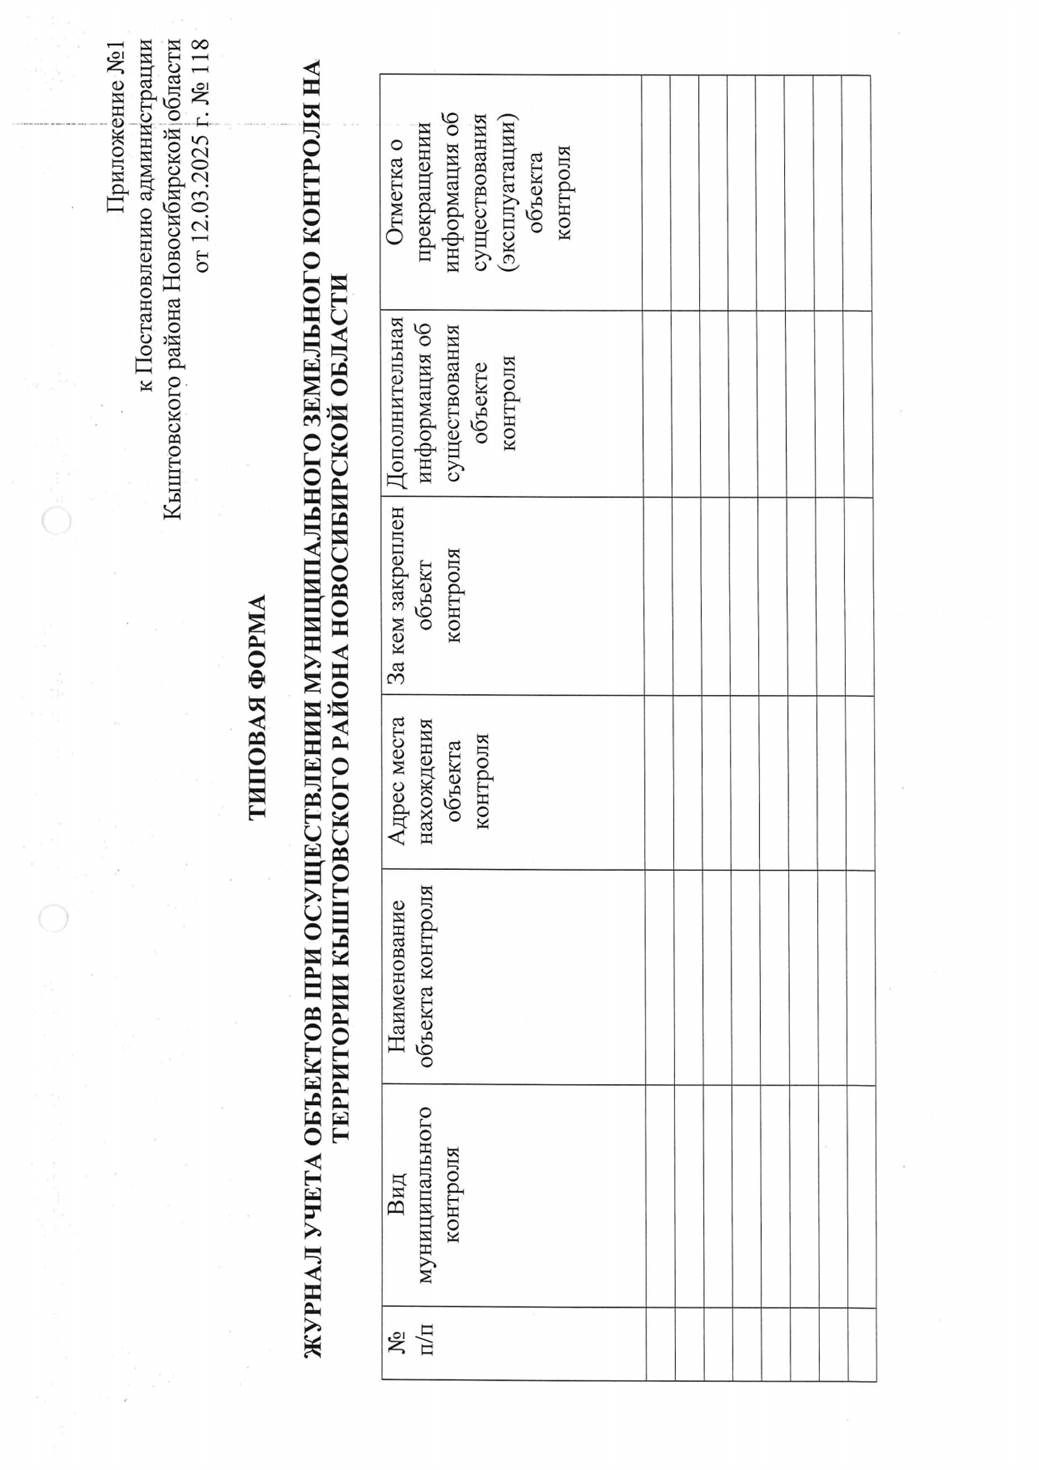 Приложение №1
к Постановлению администрации
Кыштовского района Новосибирской области
от 12.03.2025 г. № 118
ТИПОВАЯ ФОРМА
ЖУРНАЛ УЧЕТА ОБЪЕКТОВ ПРИ ОСУЩЕСТВЛЕНИИ МУНИЦИПАЛЬНОГО ЗЕМЕЛЬНОГО КОНТРОЛЯ НА
ТЕРРИТОРИИ КЫШТОВСКОГО РАЙОНА НОВОСИБИРСКОЙ ОБЛАСТИ
№
п/п
Вид
муниципального
контроля
Наименование
объекта контроля
Адрес места
нахождения
объекта
контроля
За кем закреплен
объект
контроля
Дополнительная
информация об
существования
объекте
контроля
Отметка о
прекращении
информация об
существования
(эксплуатации)
объекта
контроля